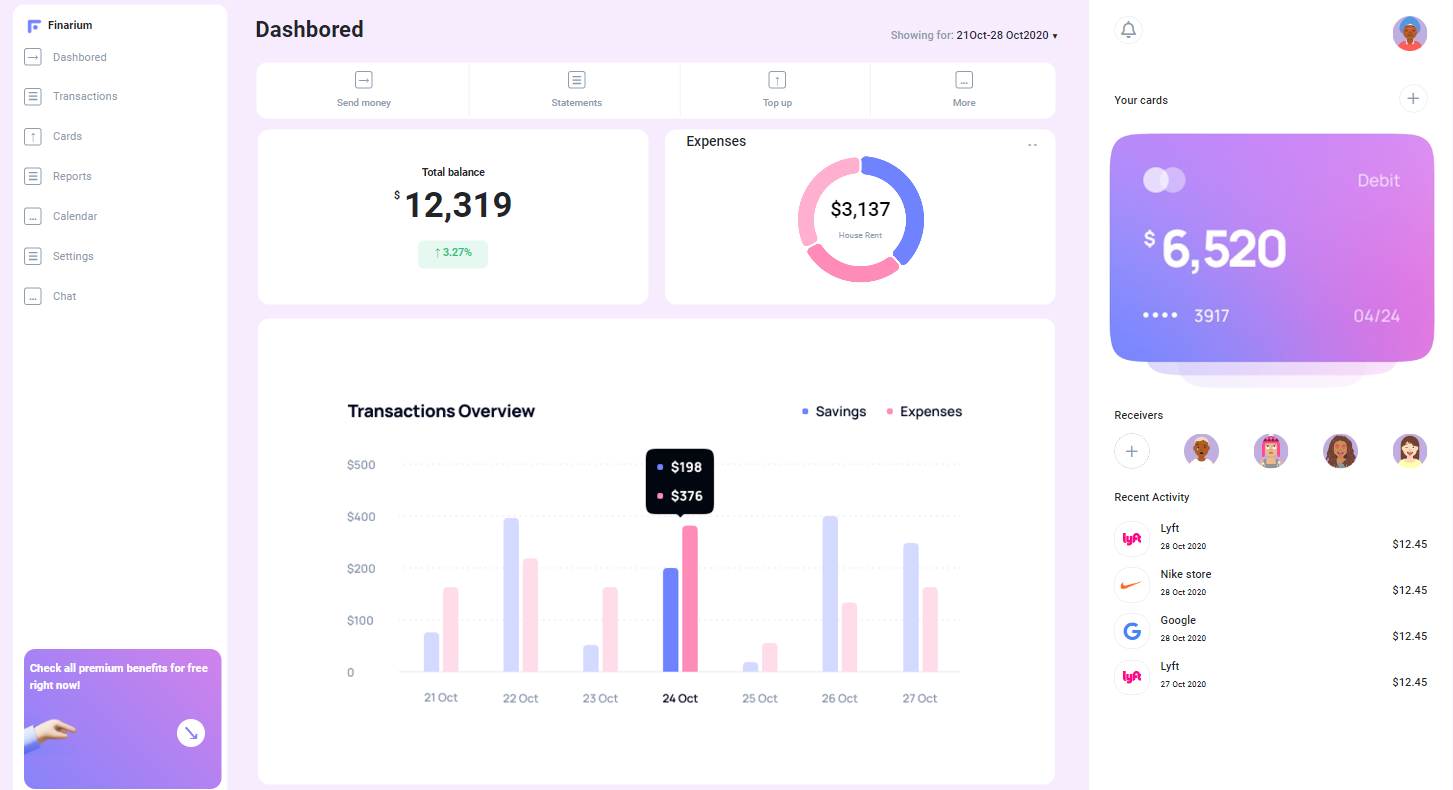 Finarium
Dashbored
Transactions
Cards
Reports
Calendar
Settings
Chat
Check all premium benefits for free
right now!
Dashbored
Showing for: 21Oct-28 Oct2020 ▾
Send money
Statements
Top up
More
Total balance
$ 12,319
↑ 3.27%
Expenses
$3,137
House Rent
Transactions Overview
Savings
Expenses
$500
$400
$200
$100
0
$198
$376
21 Oct
22 Oct
23 Oct
24 Oct
25 Oct
26 Oct
27 Oct
Your cards
Debit
$ 6,520
•••• 3917
04/24
Receivers
Recent Activity
lyft
Lyft
28 Oct 2020
$12.45
Nike store
28 Oct 2020
$12.45
G
Google
28 Oct 2020
$12.45
lyft
Lyft
27 Oct 2020
$12.45